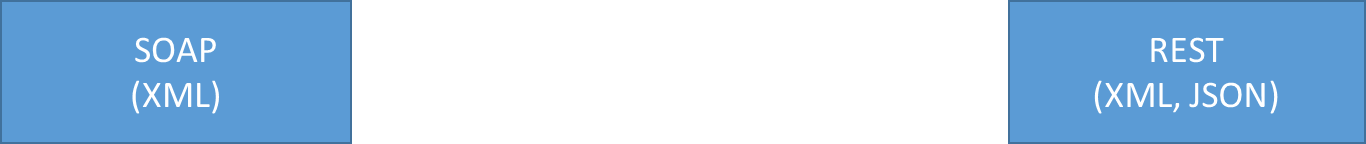 SOAP
(XML)
REST
(XML, JSON)